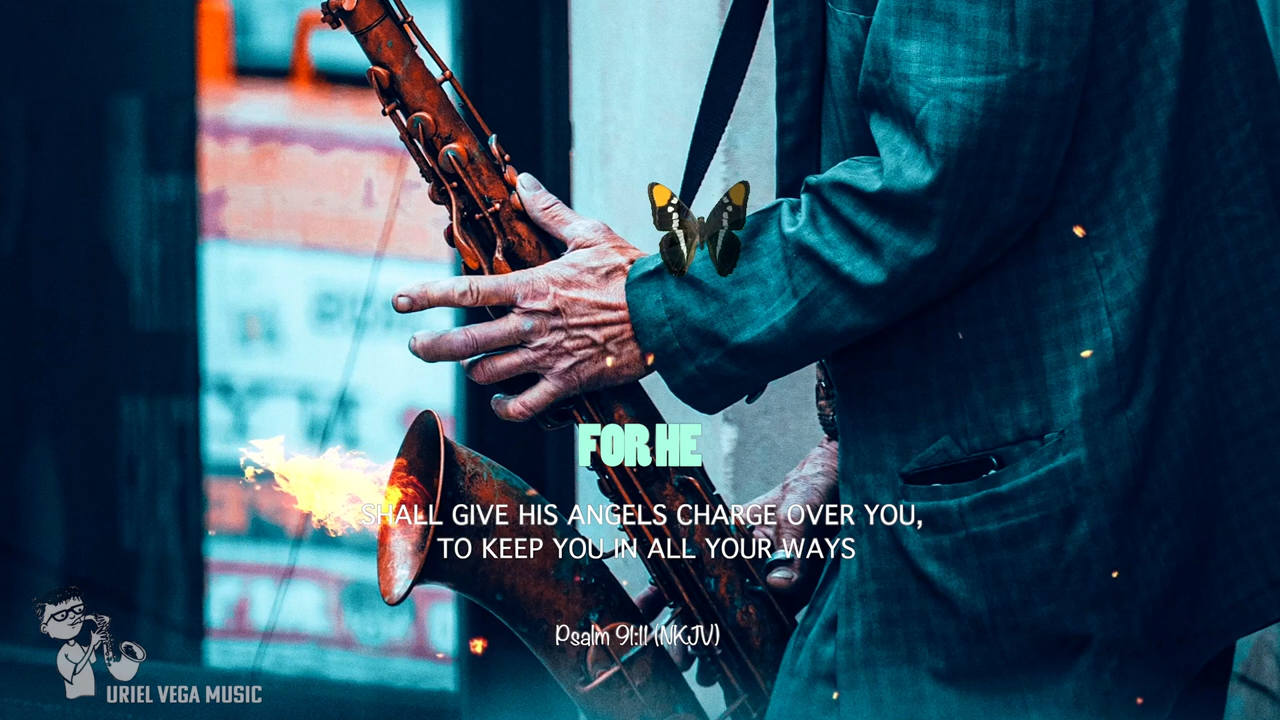 FOR HE
SHALL GIVE HIS ANGELS CHARGE OVER YOU,
TO KEEP YOU IN ALL YOUR WAYS
Psalm 91:11 (NKJV)
URIEL VEGA MUSIC